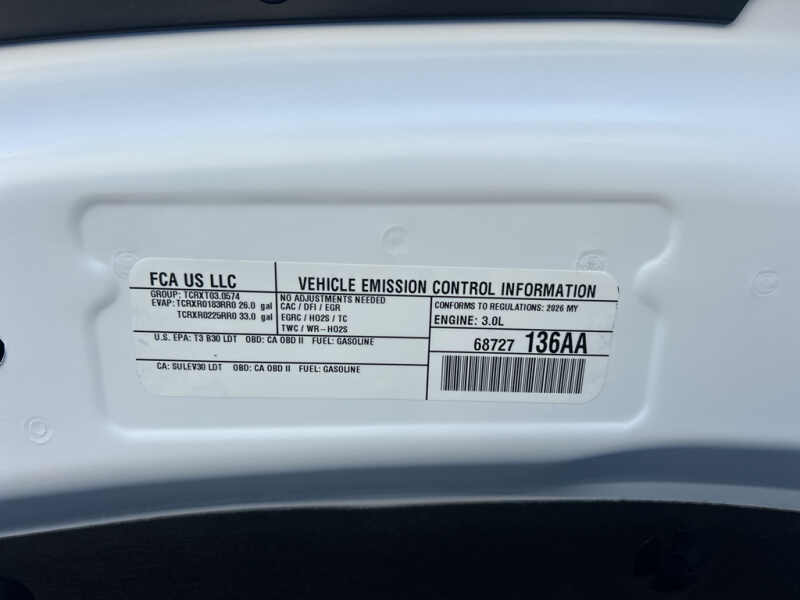 FCA US LLC
VEHICLE EMISSION CONTROL INFORMATION
GROUP: TCRXT03.0574
EVAP: TCRXR0183RR0 26.0 gal
TCRXR0225RR0 33.0 gal
NO ADJUSTMENTS NEEDED
CAC / DFI / EGR
EGRC / HO2S / TC
TWC / WR-HO2S
CONFORMS TO REGULATIONS: 2026 MY
ENGINE: 3.0L
U.S. EPA: T3 B30 LDT OBD: CA OBD II FUEL: GASOLINE
CA: SULEV30 LDT OBD: CA OBD II FUEL: GASOLINE
68727 136AA